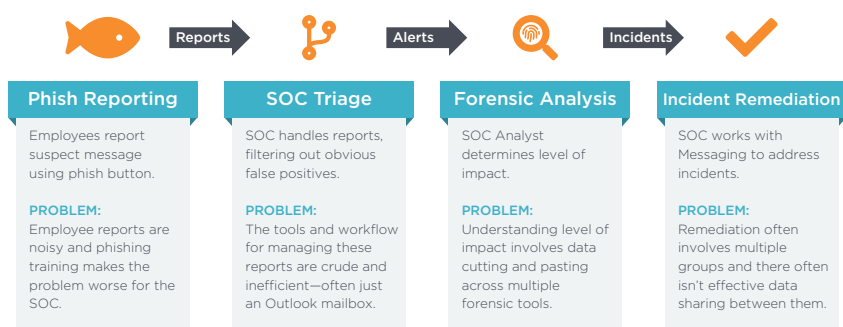 Reports
Alerts
Incidents
Phish Reporting
Employees report
suspect message
using phish button.
PROBLEM:
Employee reports are
noisy and phishing
training makes the
problem worse for the
SOC.
SOC Triage
SOC handles reports,
filtering out obvious
false positives.
PROBLEM:
The tools and workflow
for managing these
reports are crude and
inefficient—often just
an Outlook mailbox.
Forensic Analysis
SOC Analyst
determines level of
impact.
PROBLEM:
Understanding level of
impact involves data
cutting and pasting
across multiple
forensic tools.
Incident Remediation
SOC works with
Messaging to address
incidents.
PROBLEM:
Remediation often
involves multiple
groups and there often
isn't effective data
sharing between them.